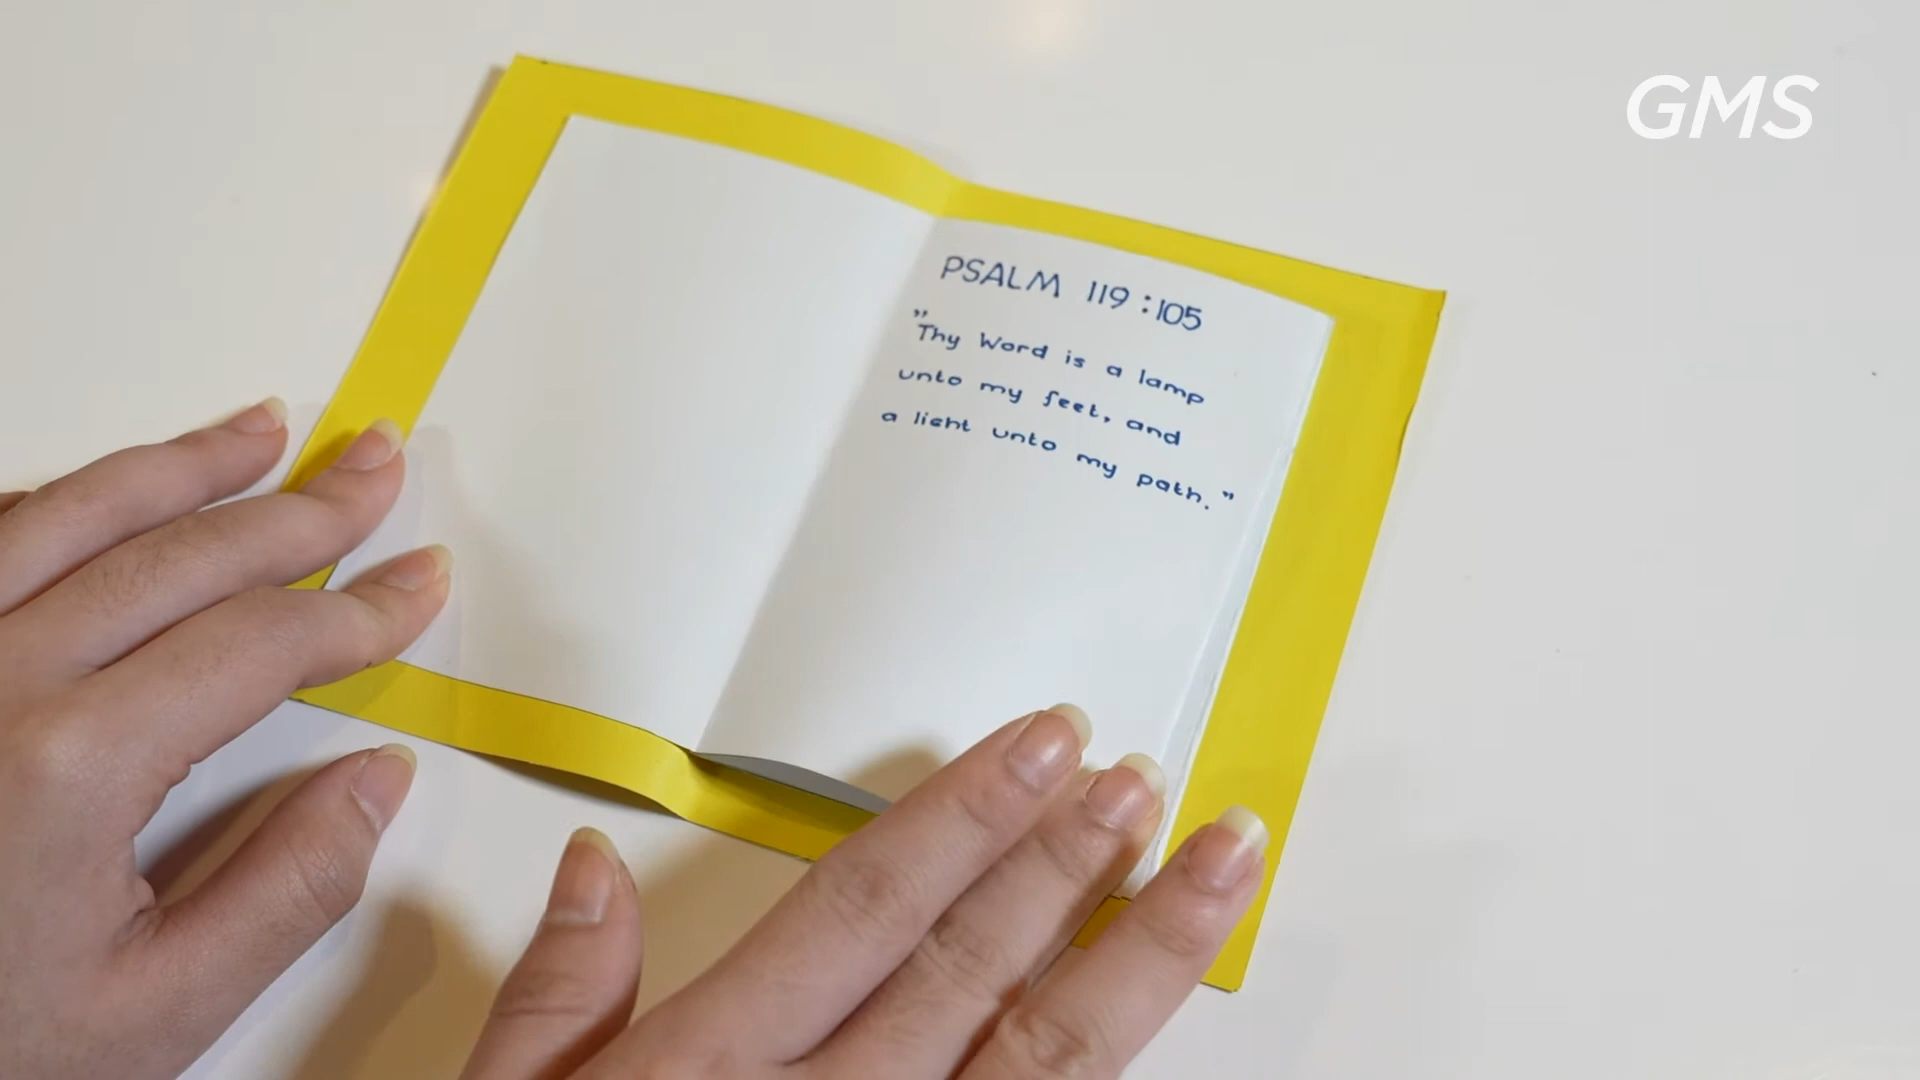 GMS
PSALM 119:105
"Thy Word is a lamp
unto my feet, and
a light unto my path."